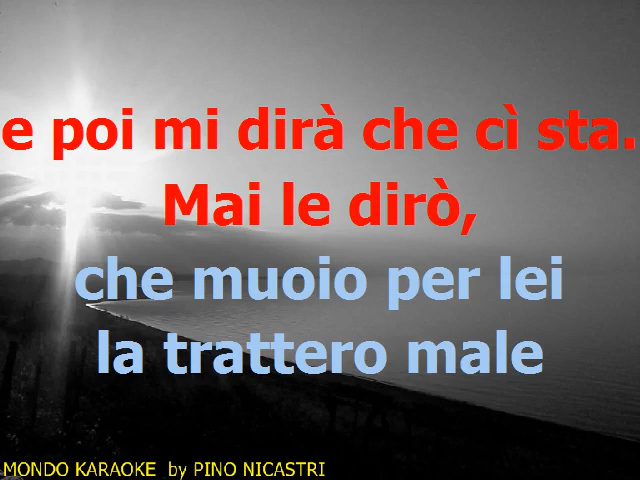 e poi mi dirà che cì sta.
Mai le dirò,
che muoio per lei
la trattero male
MONDO KARAOKE by PINO NICASTRI